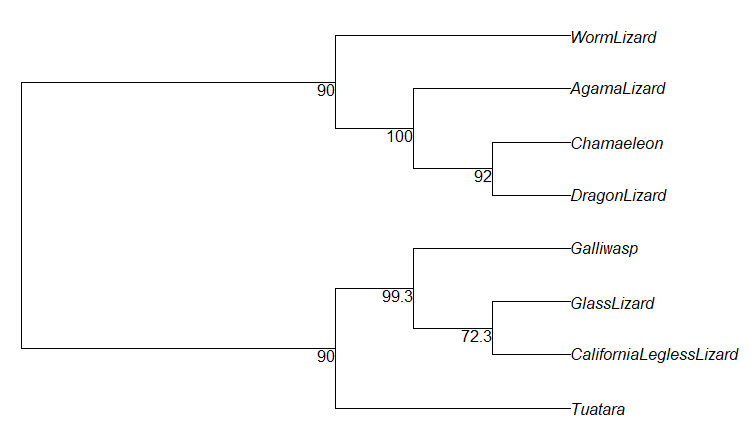 WormLizard
90
AgamaLizard
100
Chamaeleon
92
DragonLizard
Galliwasp
99.3
GlassLizard
72.3
CaliforniaLeglessLizard
90
Tuatara